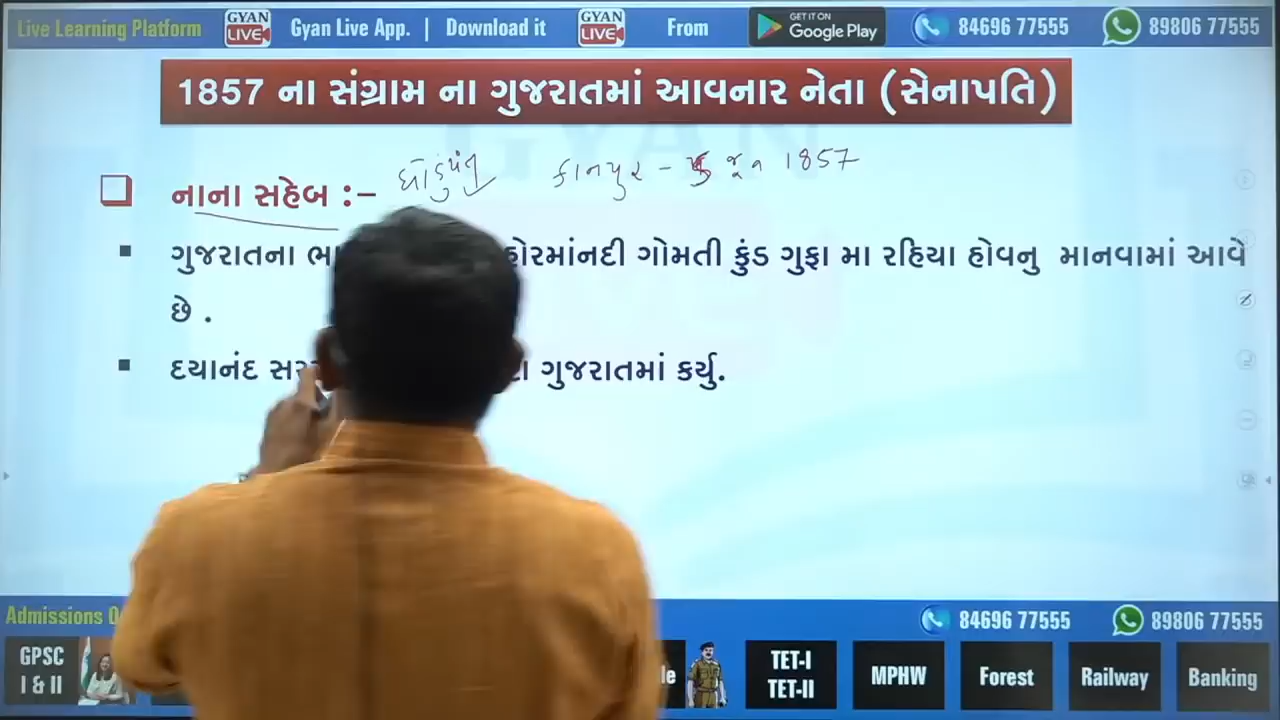 Live Learning Platform GYAN LIVE Gyan Live App. | Download it GYAN LIVE From GET IT ON Google Play 84696 77555 89806 77555
1857 ના સંગ્રામ ના ગુજરાતમાં આવનાર નેતા (સેનાપતિ)
કાનપુર - જૂન 1857
નાના સહેબ :-
ગુજરાતના હોરમાંનદી ગોમતી કુંડ ગુફા મા રહિયા હોવનુ માનવામાં આવે
છે .
દયાનંદ ગુજરાતમાં કર્યુ.
Admissions 84696 77555 89806 77555
GPSC I & II TET-I TET-II MPHW Forest Railway Banking